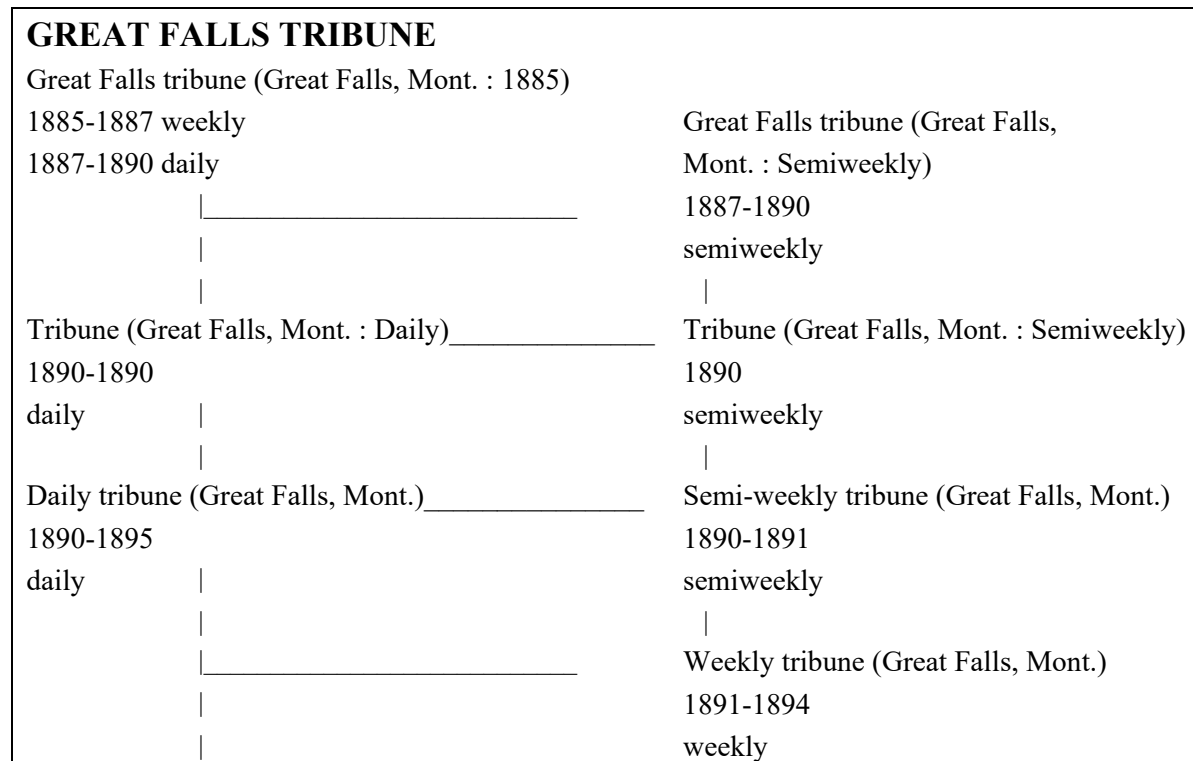 GREAT FALLS TRIBUNE
Great Falls tribune (Great Falls, Mont. : 1885)
1885-1887 weekly
1887-1890 daily
Great Falls tribune (Great Falls,
Mont. : Semiweekly)
1887-1890
semiweekly
Tribune (Great Falls, Mont. : Daily)
1890-1890
daily
Tribune (Great Falls, Mont. : Semiweekly)
1890
semiweekly
Daily tribune (Great Falls, Mont.)
1890-1895
daily
Semi-weekly tribune (Great Falls, Mont.)
1890-1891
semiweekly
Weekly tribune (Great Falls, Mont.)
1891-1894
weekly